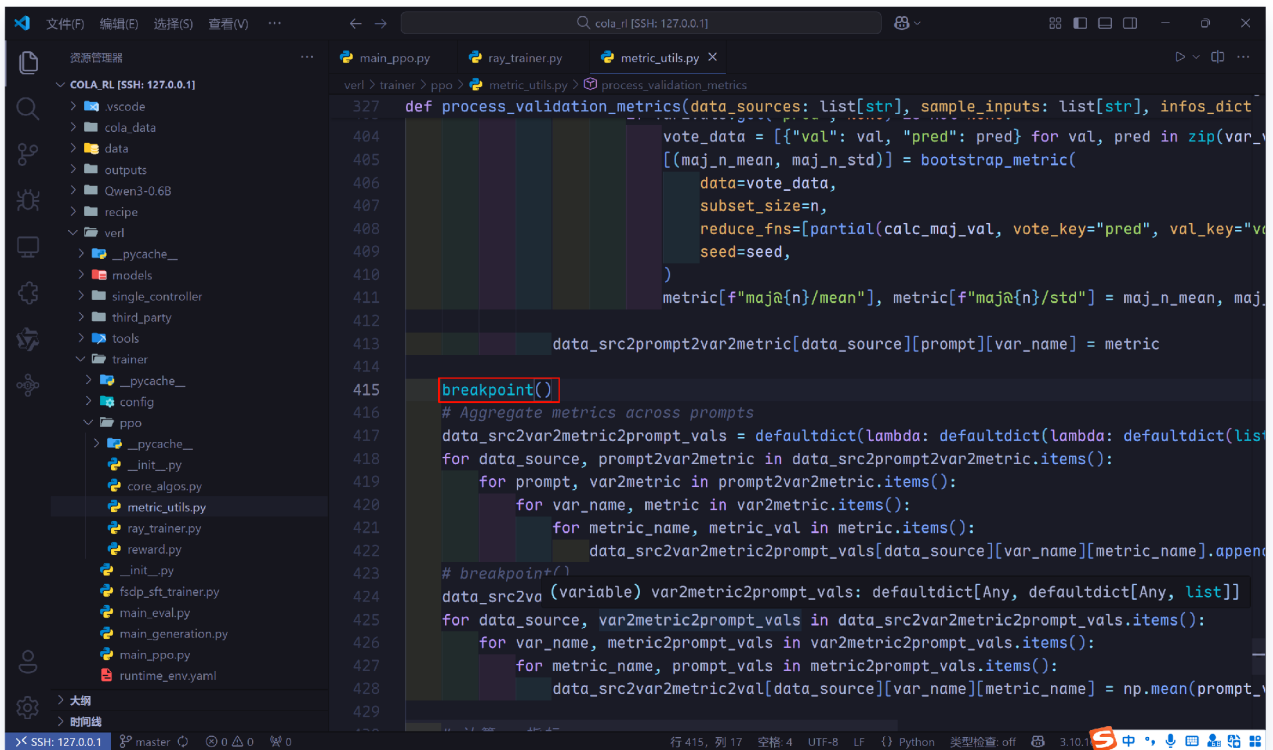 文件(F) 编辑(E) 选择(S) 查看(V) ··· cola_rl [SSH: 127.0.0.1]
资源管理器 ··· main_ppo.py ray_trainer.py metric_utils.py
COLA_RL [SSH: 127.0.0.1]
verl > trainer > ppo > metric_utils.py > process_validation_metrics
.vscode
cola_data
data
outputs
Qwen3-0.6B
recipe
verl
__pycache__
models
single_controller
third_party
tools
trainer
__pycache__
config
ppo
__pycache__
__init__.py
core_algos.py
metric_utils.py
ray_trainer.py
reward.py
__init__.py
fsdp_sft_trainer.py
main_eval.py
main_generation.py
main_ppo.py
runtime_env.yaml
大纲
时间线
327 def process_validation_metrics(data_sources: list[str], sample_inputs: list[str], infos_dict
404 vote_data = [{"val": val, "pred": pred} for val, pred in zip(var_v
405 [(maj_n_mean, maj_n_std)] = bootstrap_metric(
406 data=vote_data,
407 subset_size=n,
408 reduce_fns=[partial(calc_maj_val, vote_key="pred", val_key="va
409 seed=seed,
410 )
411 metric[f"maj@{n}/mean"], metric[f"maj@{n}/std"] = maj_n_mean, maj_
412
413 data_src2prompt2var2metric[data_source][prompt][var_name] = metric
414
415 breakpoint()
416 # Aggregate metrics across prompts
417 data_src2var2metric2prompt_vals = defaultdict(lambda: defaultdict(lambda: defaultdict(list
418 for data_source, prompt2var2metric in data_src2prompt2var2metric.items():
419 for prompt, var2metric in prompt2var2metric.items():
420 for var_name, metric in var2metric.items():
421 for metric_name, metric_val in metric.items():
422 data_src2var2metric2prompt_vals[data_source][var_name][metric_name].append
423 # breakpoint()
424 data_src2va (variable) var2metric2prompt_vals: defaultdict[Any, defaultdict[Any, list]]
425 for data_source, var2metric2prompt_vals in data_src2var2metric2prompt_vals.items():
426 for var_name, metric2prompt_vals in var2metric2prompt_vals.items():
427 for metric_name, prompt_vals in metric2prompt_vals.items():
428 data_src2var2metric2val[data_source][var_name][metric_name] = np.mean(prompt_v
429
SSH: 127.0.0.1 master 0 0 0 行 415，列 17 空格: 4 UTF-8 LF {} Python 类型检查: off 3.10.1 中